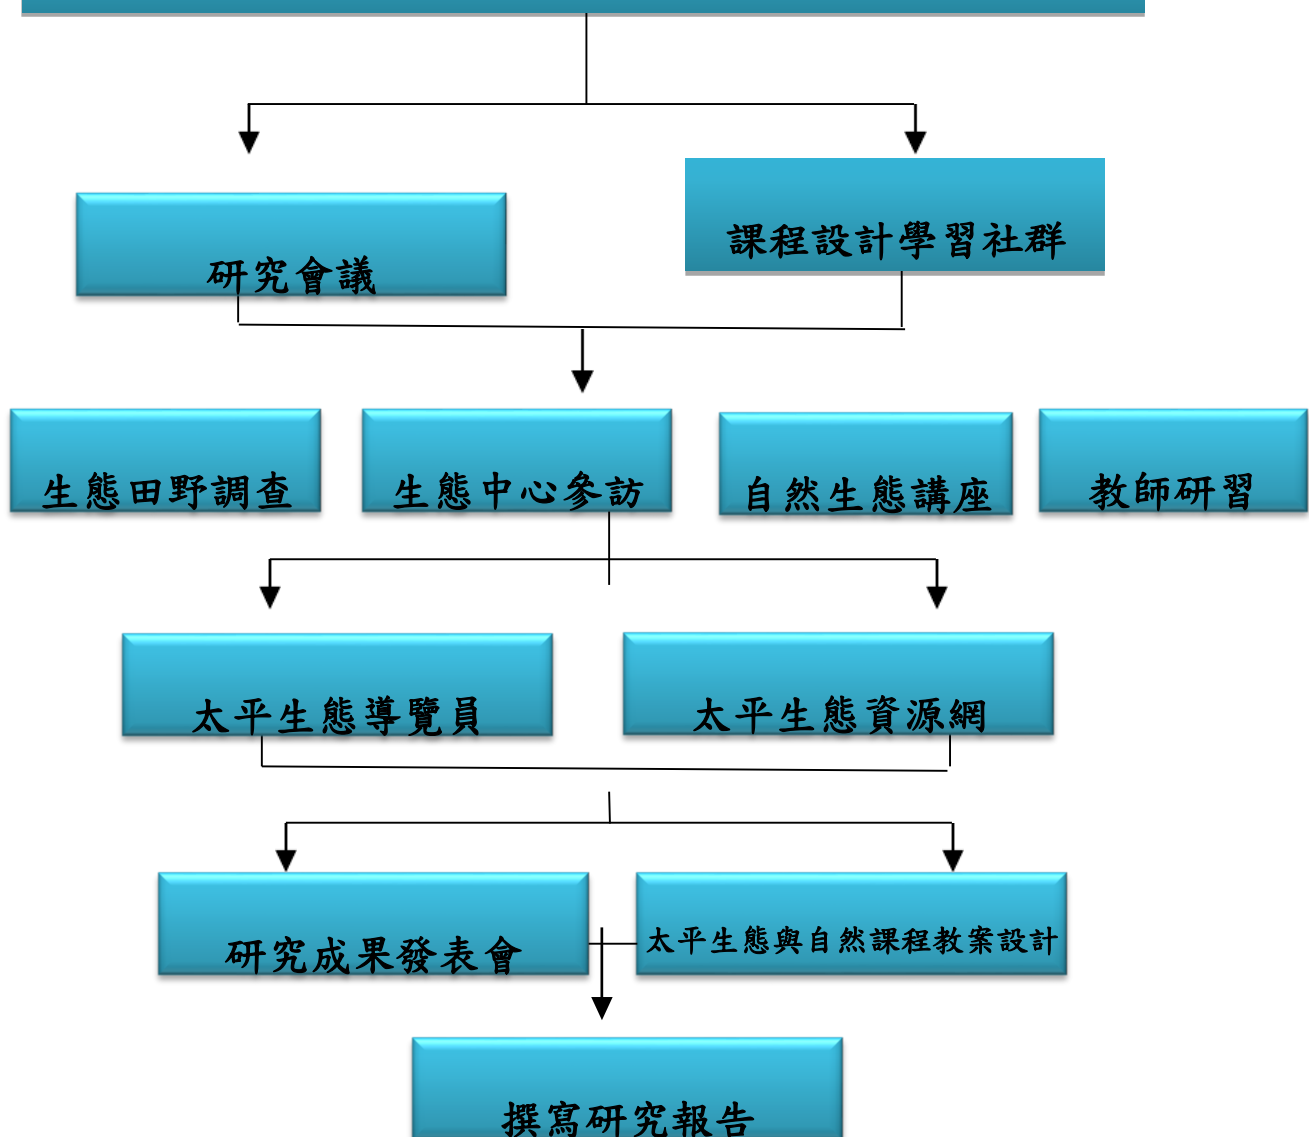 研究會議
課程設計學習社群
生態田野調查
生態中心參訪
自然生態講座
教師研習
太平生態導覽員
太平生態資源網
研究成果發表會
太平生態與自然課程教案設計
撰寫研究報告